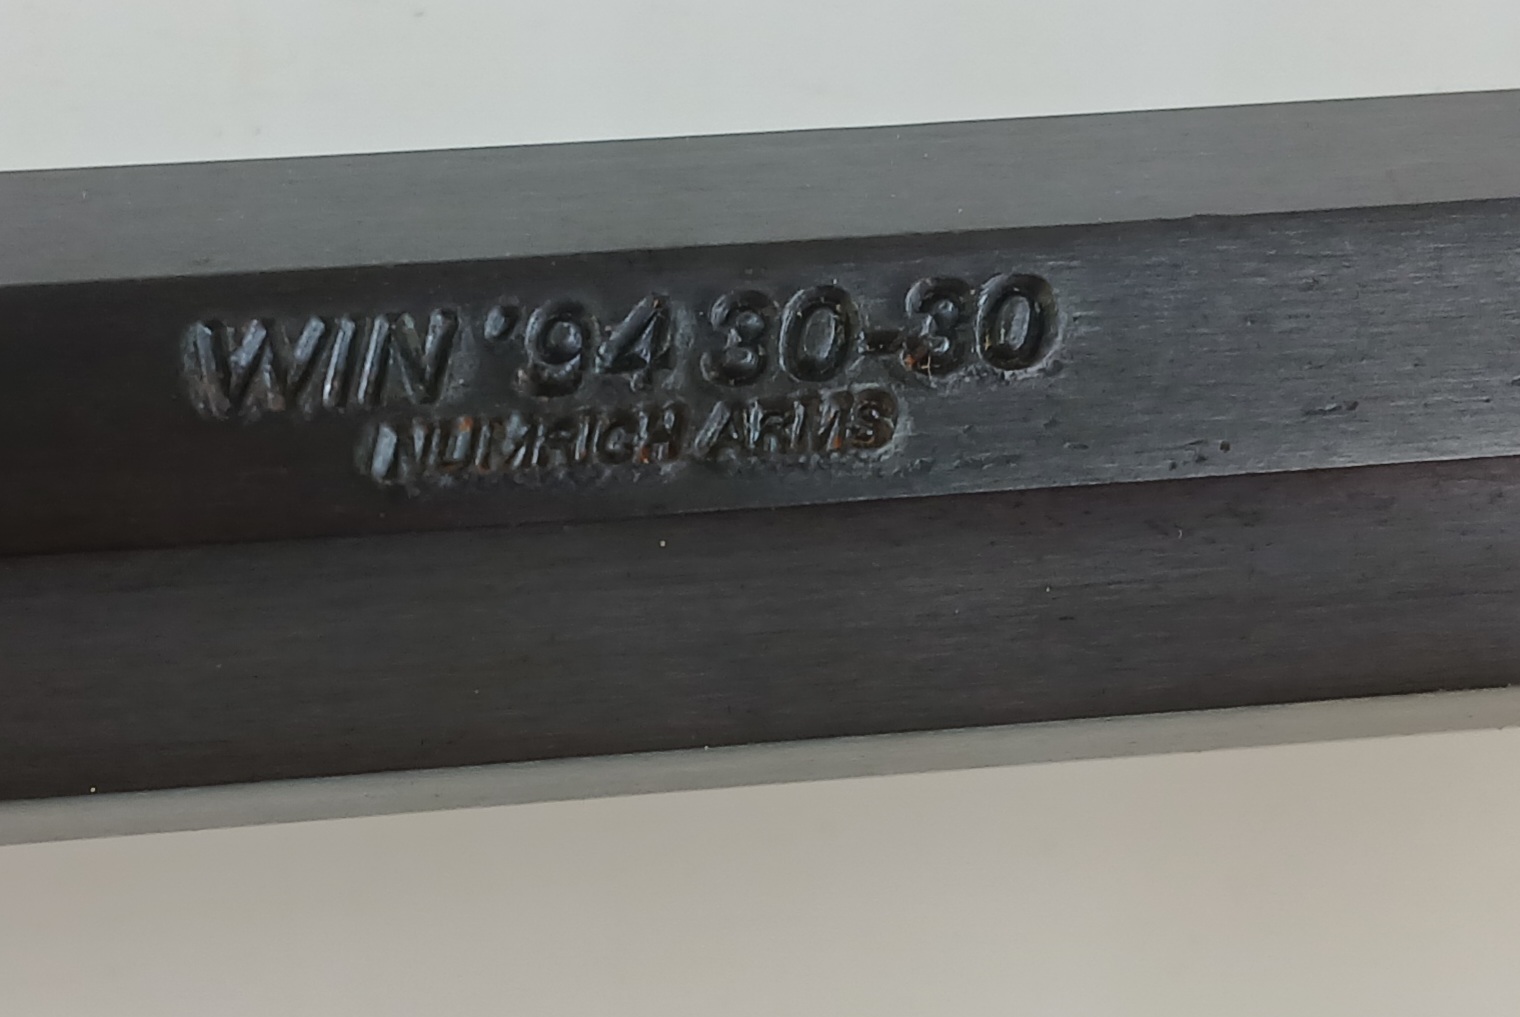 WIN '94 30-30
NUMRICH ARMS